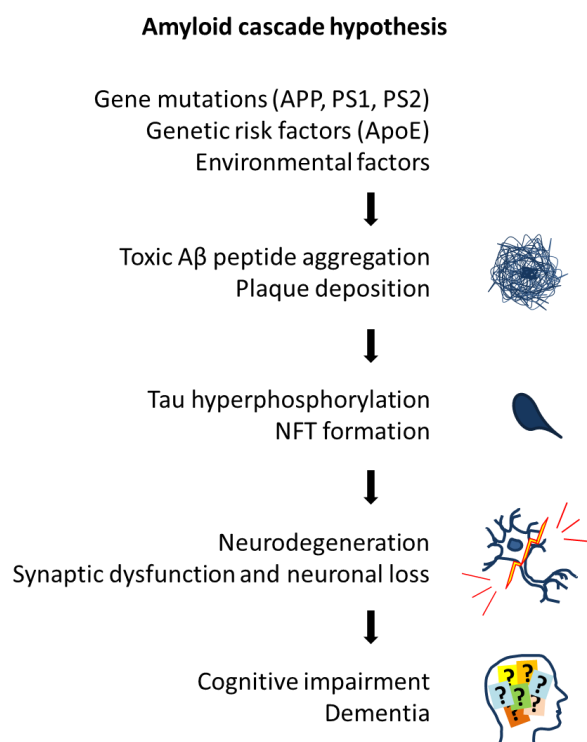 Amyloid cascade hypothesis
Gene mutations (APP, PS1, PS2)
Genetic risk factors (ApoE)
Environmental factors
Toxic Aβ peptide aggregation
Plaque deposition
Tau hyperphosphorylation
NFT formation
Neurodegeneration
Synaptic dysfunction and neuronal loss
Cognitive impairment
Dementia
? ?
? ?
? ?
?